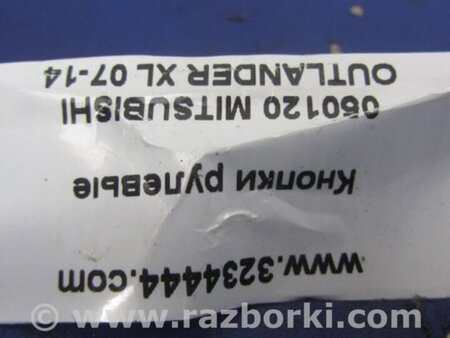 www.3234444.com
Кнопки рулевые
050120 MITSUBISHI
OUTLANDER XL 07-14
www.razborki.com